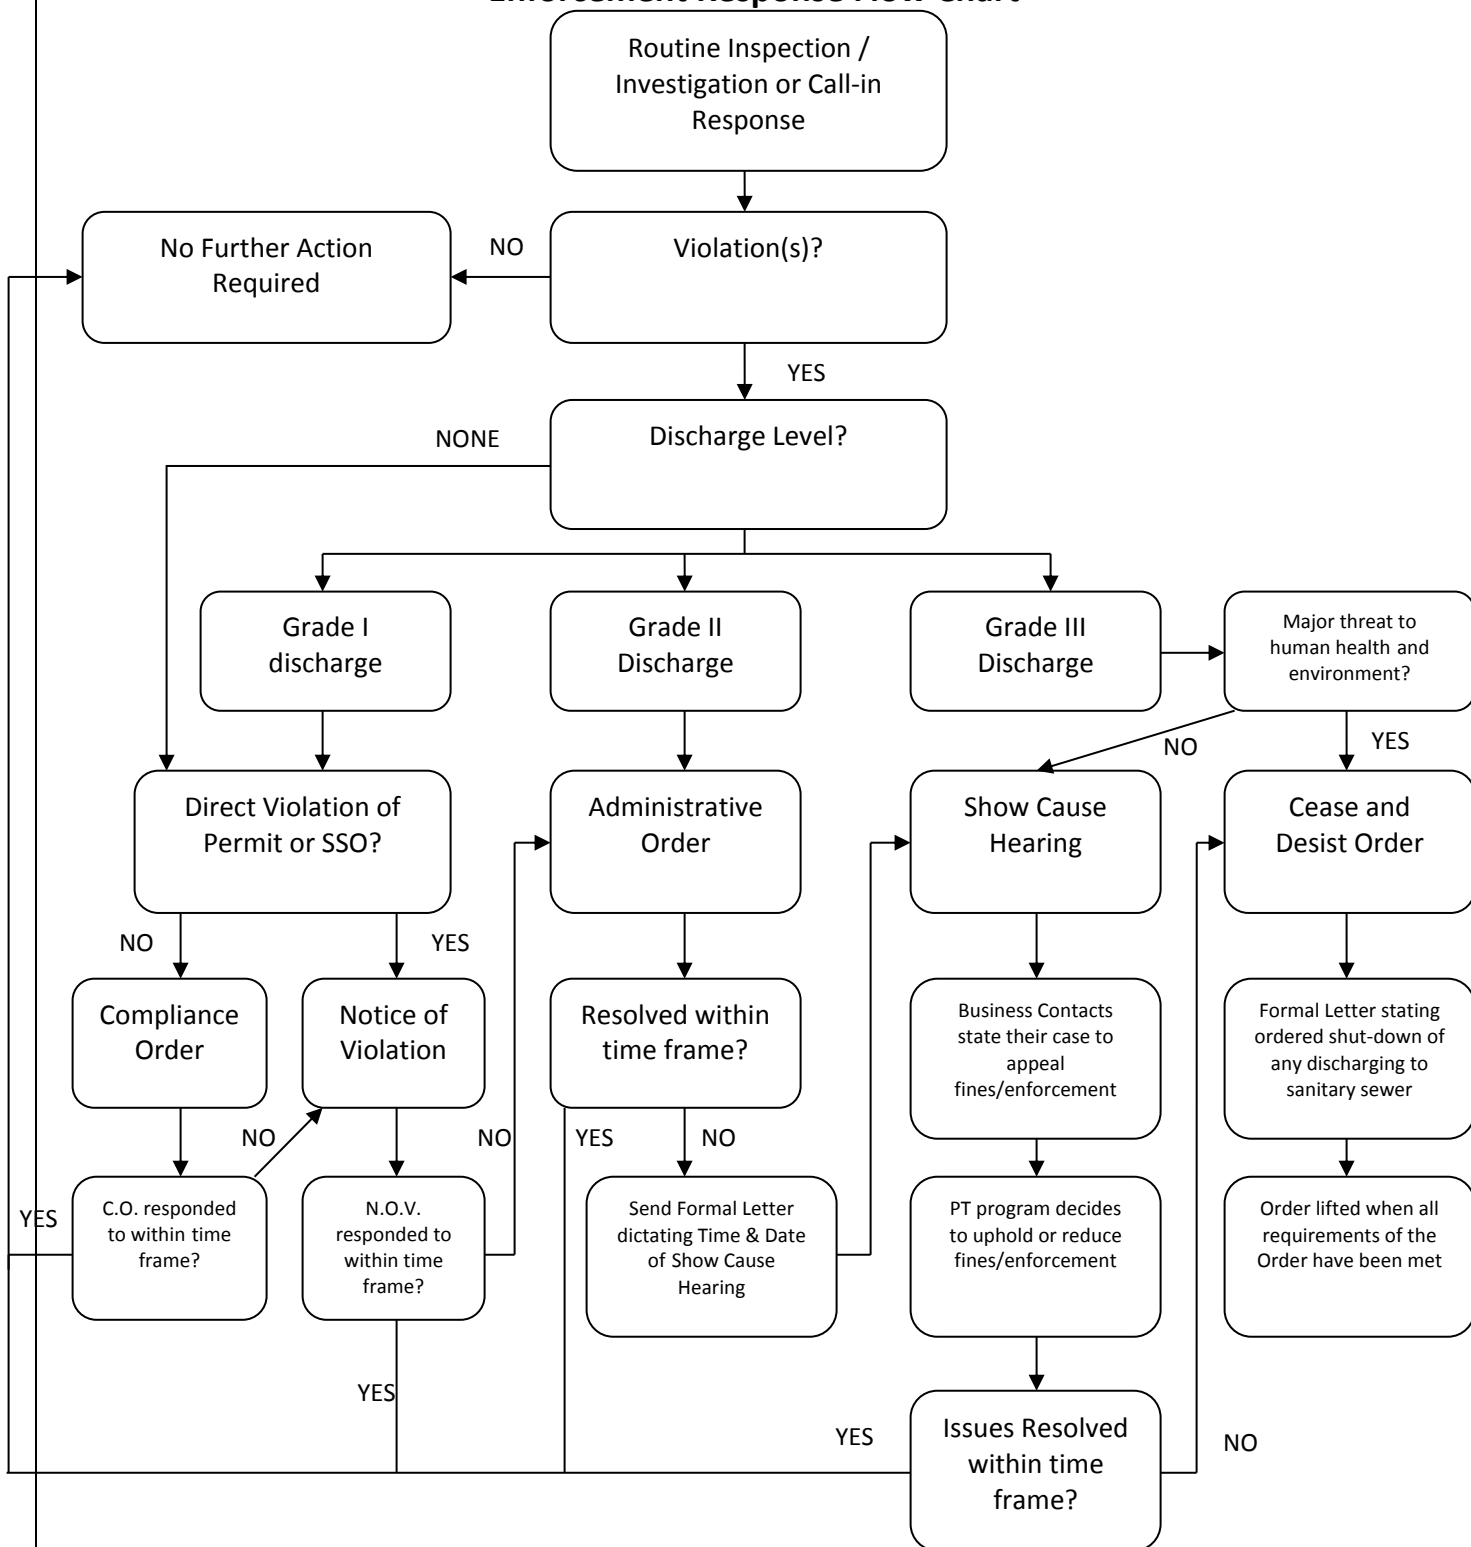 Enforcement Response Flow Chart
Routine Inspection /
Investigation or Call-in
Response
No Further Action
Required
NO
Violation(s)?
YES
NONE
Discharge Level?
Grade I
discharge
Grade II
Discharge
Grade III
Discharge
Major threat to
human health and
environment?
NO
YES
Direct Violation of
Permit or SSO?
Administrative
Order
Show Cause
Hearing
Cease and
Desist Order
NO
YES
Compliance
Order
Notice of
Violation
Resolved within
time frame?
Business Contacts
state their case to
appeal
fines/enforcement
Formal Letter stating
ordered shut-down of
any discharging to
sanitary sewer
NO
NO
YES
NO
YES
C.O. responded
to within time
frame?
N.O.V.
responded to
within time
frame?
Send Formal Letter
dictating Time & Date
of Show Cause
Hearing
PT program decides
to uphold or reduce
fines/enforcement
Order lifted when all
requirements of the
Order have been met
YES
YES
Issues Resolved
within time
frame?
NO